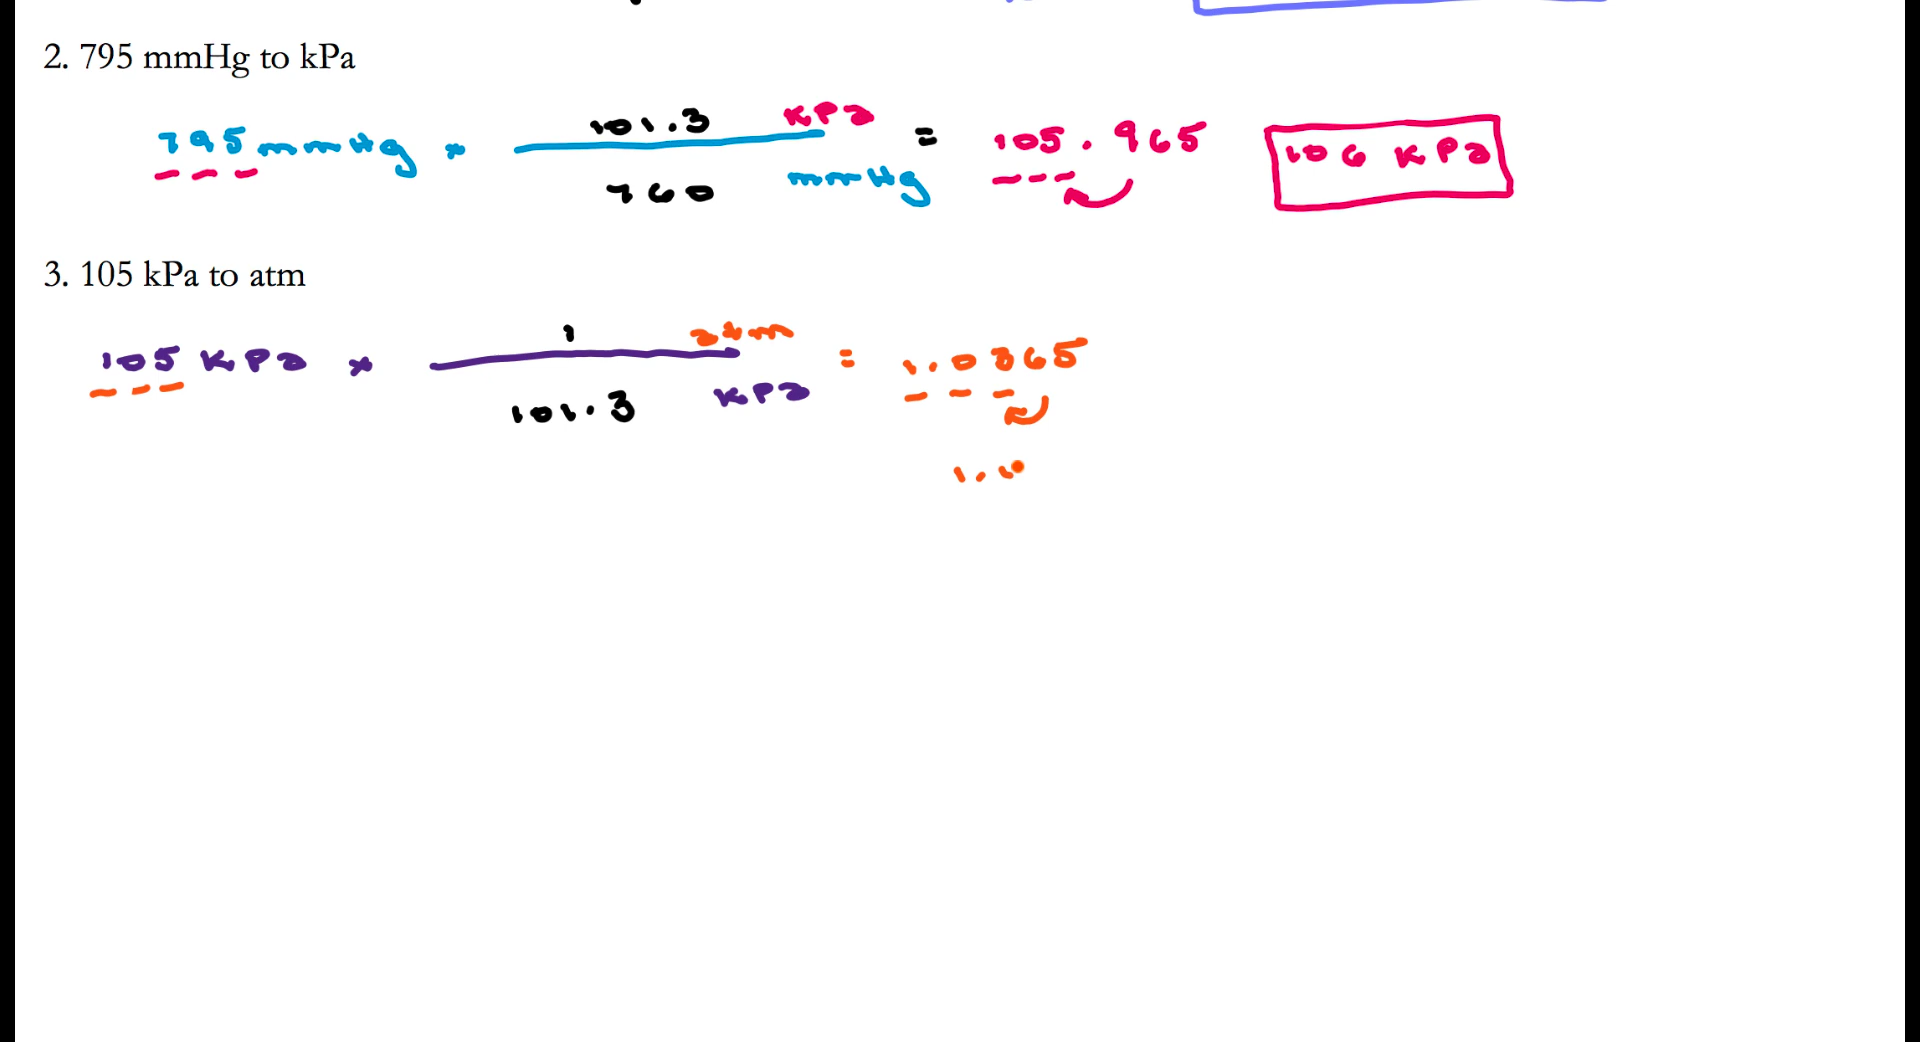 2. 795 mmHg to kPa
795 mmHg × 101.3 kPa = 105.965 106 kPa
760 mmHg
3. 105 kPa to atm
105 kPa × 1 atm = 1.0365
101.3 kPa
1.0